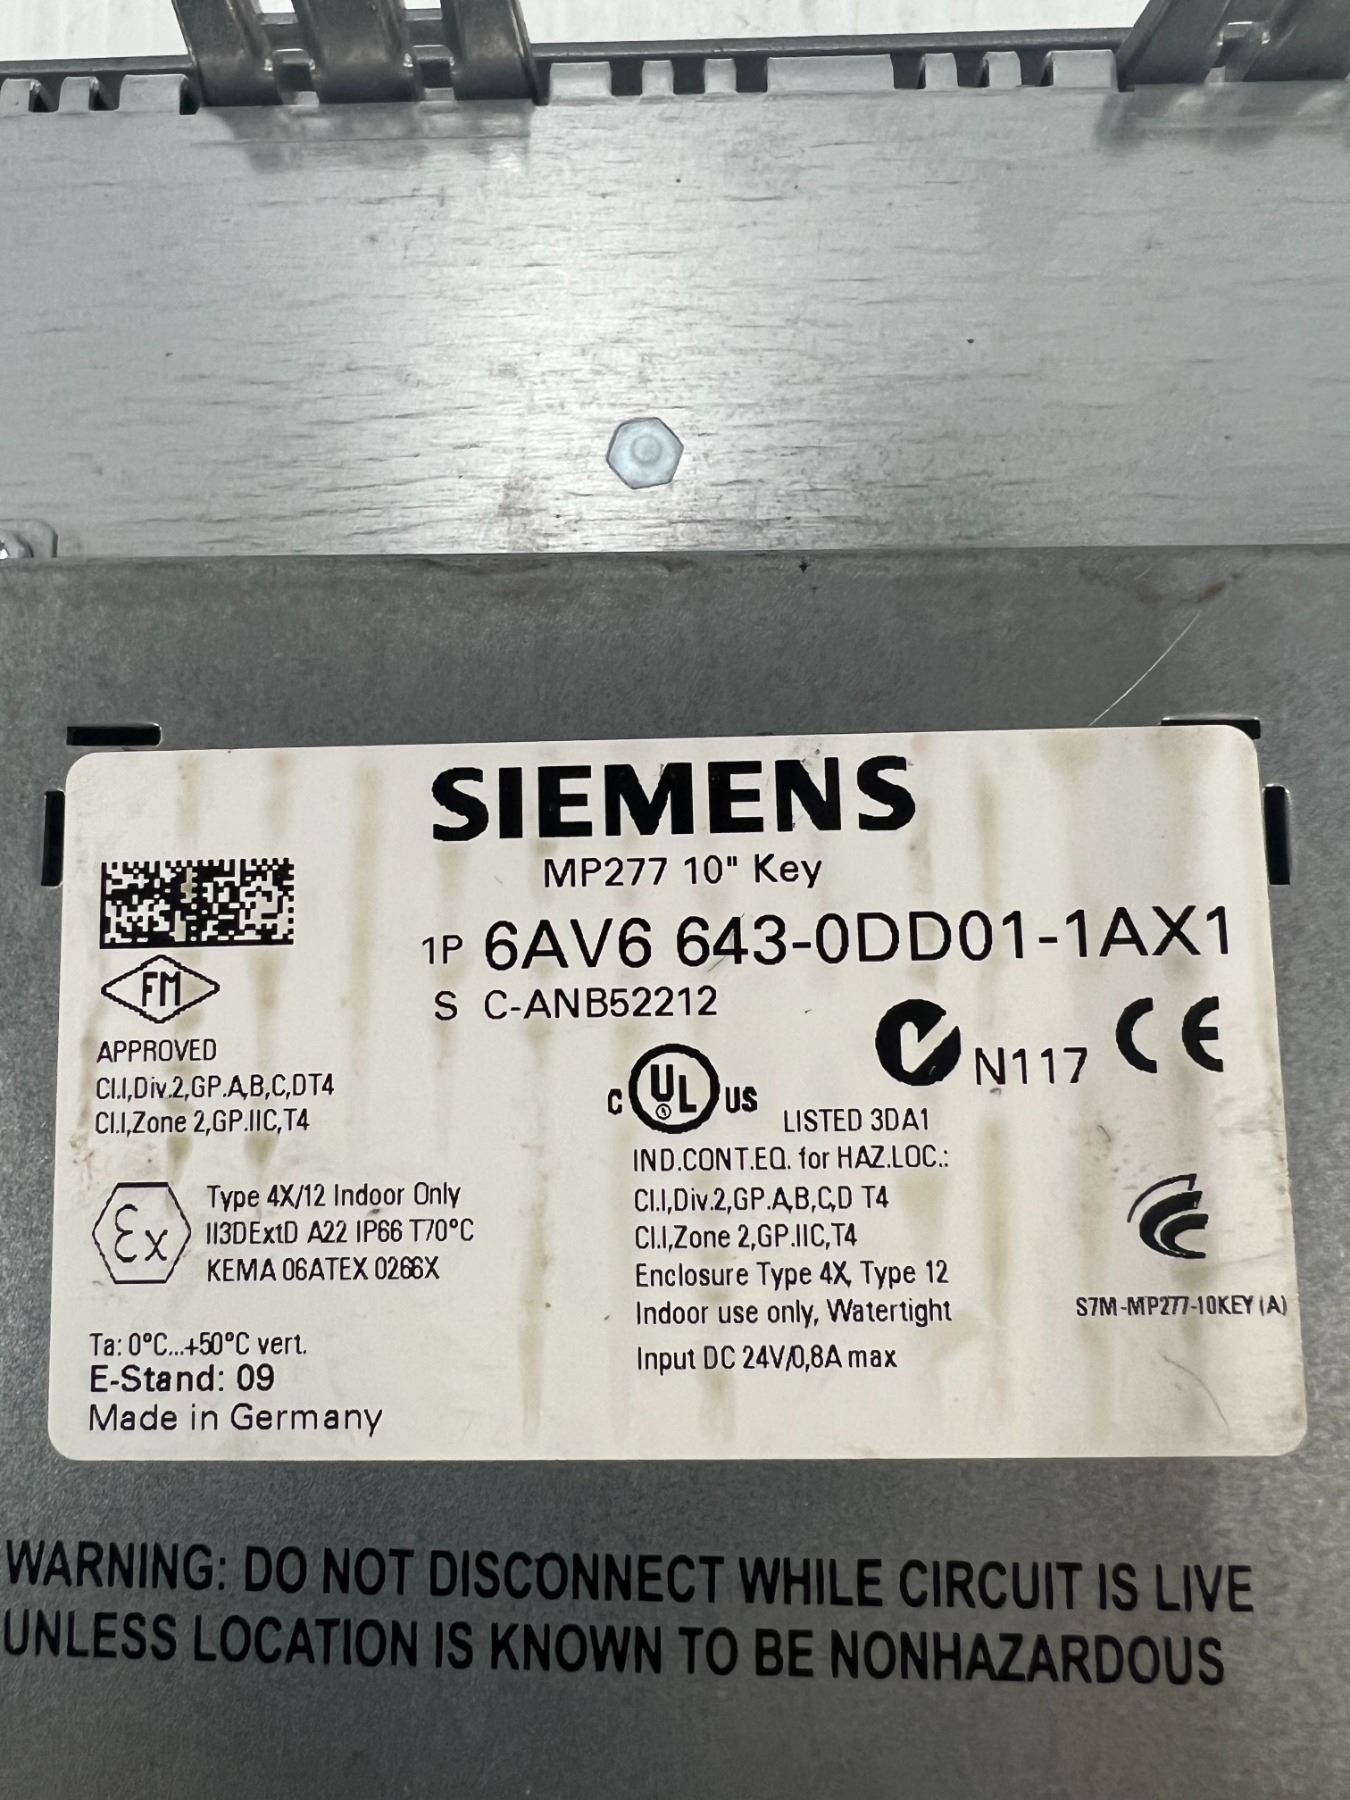 SIEMENS
MP277 10" Key
1P 6AV6 643-0DD01-1AX1
S C-ANB52212
FM
APPROVED
Cl.I,Div.2,GP.A,B,C,DT4
Cl.I,Zone 2,GP.IIC,T4
N117 CE
C UL US
LISTED 3DA1
IND.CONT.EQ. for HAZ.LOC.:
Cl.I,Div.2,GP.A,B,C,D T4
Cl.I,Zone 2,GP.IIC,T4
Enclosure Type 4X, Type 12
Indoor use only, Watertight
Input DC 24V/0,8A max
Ex
Type 4X/12 Indoor Only
II3DExtD A22 IP66 T70°C
KEMA 06ATEX 0266X
S7M-MP277-10KEY (A)
Ta: 0°C...+50°C vert.
E-Stand: 09
Made in Germany
WARNING: DO NOT DISCONNECT WHILE CIRCUIT IS LIVE
UNLESS LOCATION IS KNOWN TO BE NONHAZARDOUS